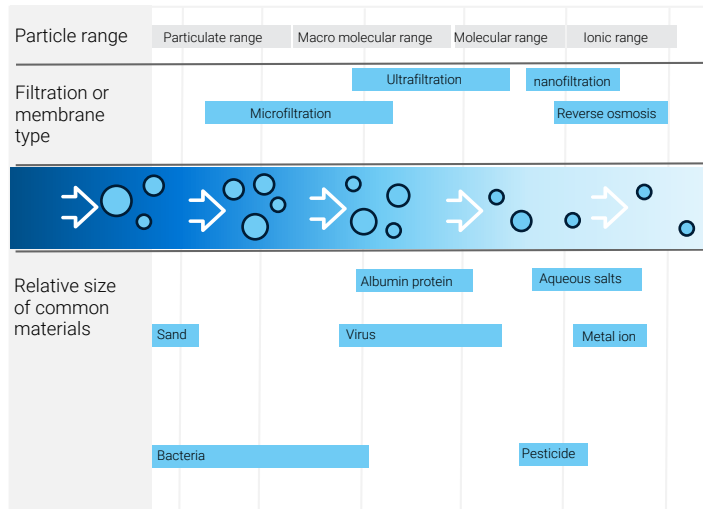 Particle range
Particulate range
Macro molecular range
Molecular range
Ionic range
Filtration or
membrane
type
Ultrafiltration
nanofiltration
Microfiltration
Reverse osmosis
Relative size
of common
materials
Albumin protein
Aqueous salts
Sand
Virus
Metal ion
Bacteria
Pesticide